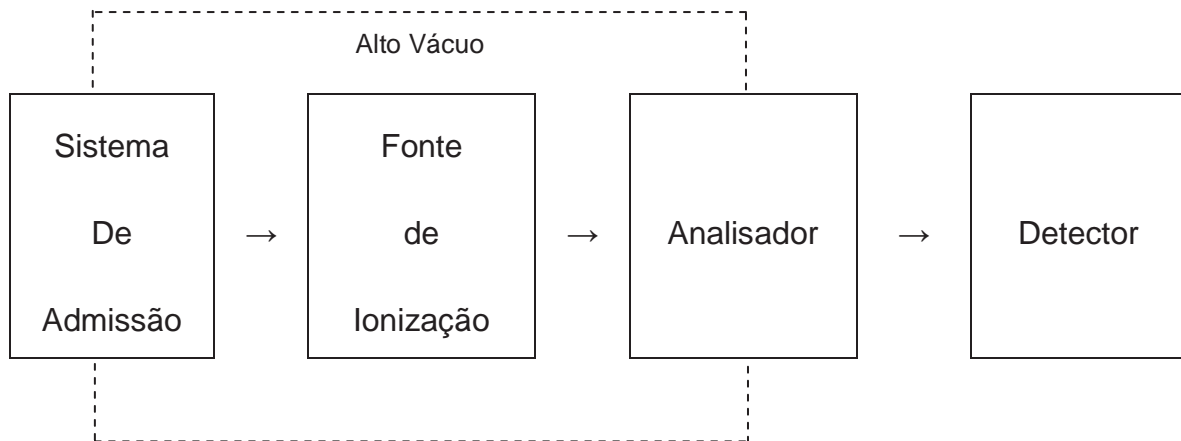 Alto Vácuo
Sistema
De
Admissão
→
Fonte
de
Ionização
→
Analisador
→
Detector